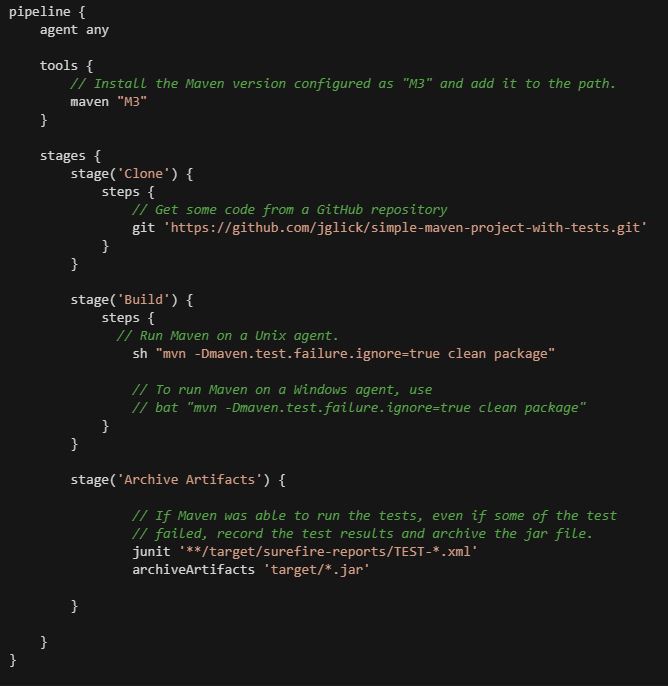 pipeline {
    agent any

    tools {
        // Install the Maven version configured as "M3" and add it to the path.
        maven "M3"
    }

    stages {
        stage('Clone') {
            steps {
                // Get some code from a GitHub repository
                git 'https://github.com/jglick/simple-maven-project-with-tests.git'
            }
        }

        stage('Build') {
            steps {
              // Run Maven on a Unix agent.
                sh "mvn -Dmaven.test.failure.ignore=true clean package"

                // To run Maven on a Windows agent, use
                // bat "mvn -Dmaven.test.failure.ignore=true clean package"
            }
        }

        stage('Archive Artifacts') {

                // If Maven was able to run the tests, even if some of the test
                // failed, record the test results and archive the jar file.
                junit '**/target/surefire-reports/TEST-*.xml'
                archiveArtifacts 'target/*.jar'

        }

    }
}